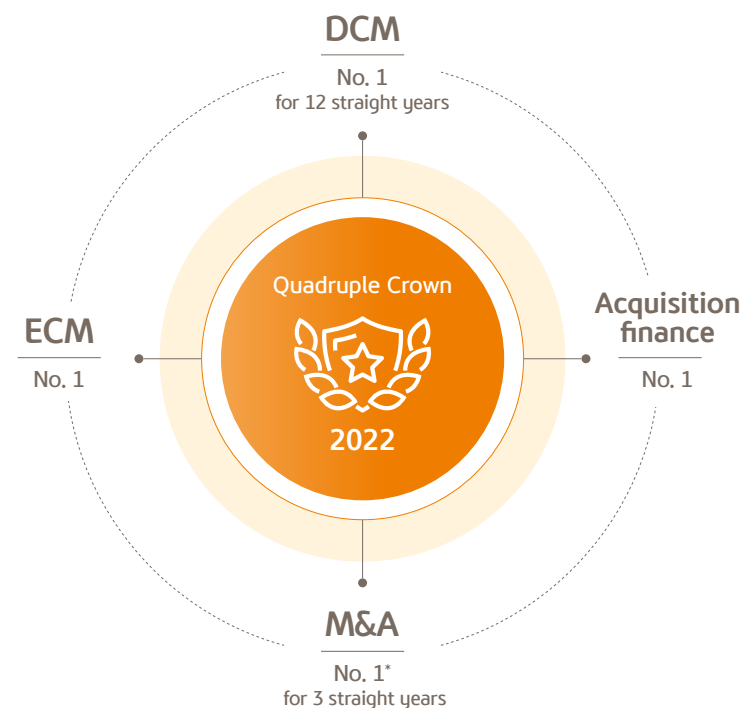 DCM
No. 1
for 12 straight years
Quadruple Crown
2022
ECM
No. 1
Acquisition
finance
No. 1
M&A
No. 1*
for 3 straight years